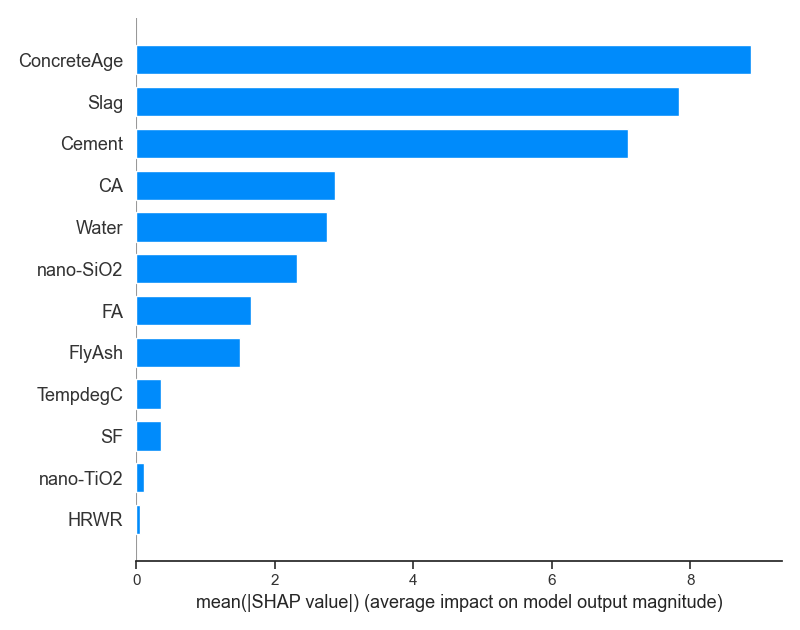 ConcreteAge
Slag
Cement
CA
Water
nano-SiO2
FA
FlyAsh
TempdegC
SF
nano-TiO2
HRWR
0 2 4 6 8
mean(|SHAP value|) (average impact on model output magnitude)